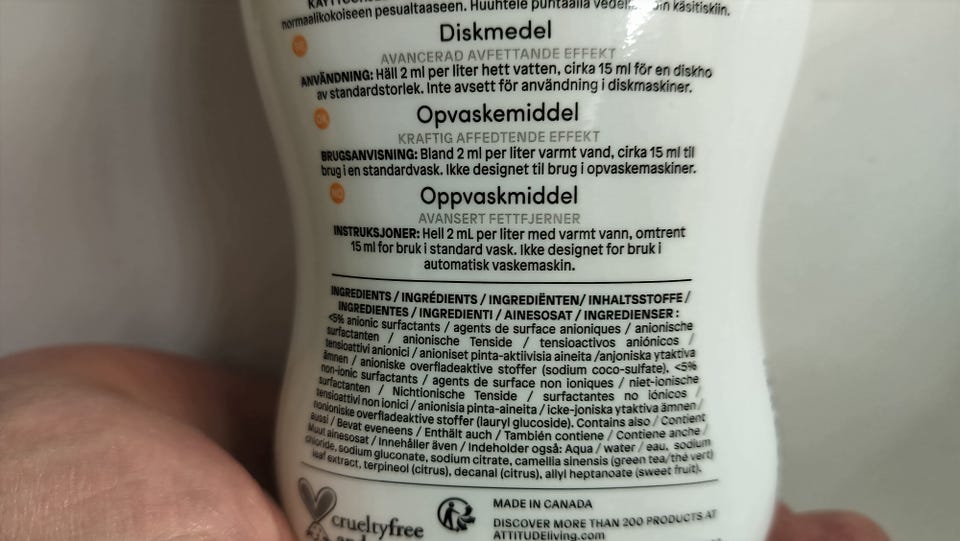 normaalikokoiseen pesualtaaseen. Huuhtele puhtaalla käsitiskiin.
Diskmedel
AVANCERAD AVFETTANDE EFFEKT
ANVÄNDNING: Häll 2 ml per liter hett vatten, cirka 15 ml för en diskho
av standardstorlek. Inte avsett för användning i diskmaskiner.
DK
Opvaskemiddel
KRAFTIG AFFEDTENDE EFFEKT
BRUGSANVISNING: Bland 2 ml per liter varmt vand, cirka 15 ml til
brug i en standardvask. Ikke designet til brug i opvaskemaskiner.
NO
Oppvaskmiddel
AVANSERT FETTFJERNER
INSTRUKSJONER: Hell 2 mL per liter med varmt vann, omtrent
15 ml for bruk i standard vask. Ikke designet for bruk i
automatisk vaskemaskin.
INGREDIENTS / INGRÉDIENTS / INGREDIËNTEN/ INHALTSSTOFFE /
INGREDIENTES / INGREDIENTI / AINESOSAT / INGREDIENSER :
<5% anionic surfactants / agents de surface anioniques / anionische
surfactanten / anionische Tenside / tensioactivos aniónicos /
tensioattivi anionici / anioniset pinta-aktiivisia aineita /anjoniska ytaktiva
ämnen / anioniske overfladeaktive stoffer (sodium coco-sulfate). <5%
non-ionic surfactants / agents de surface non ioniques / niet-ionische
surfactanten / Nichtionische Tenside / surfactantes no iónicos /
tensioattivi non ionici / anionisia pinta-aineita / icke-joniska ytaktiva ämnen /
nonioniske overfladeaktive stoffer (lauryl glucoside). Contains also / Contient
aussi / Bevat eveneens / Enthält auch / También contiene / Contiene anche /
Muut ainesosat / Innehåller även / Indeholder også: Aqua / water / eau, sodium
chloride, sodium gluconate, sodium citrate, camellia sinensis (green tea/thé vert)
leaf extract, terpineol (citrus), decanal (citrus), allyl heptanoate (sweet fruit).
crueltyfree
MADE IN CANADA
DISCOVER MORE THAN 200 PRODUCTS AT
ATTITUDEliving.com